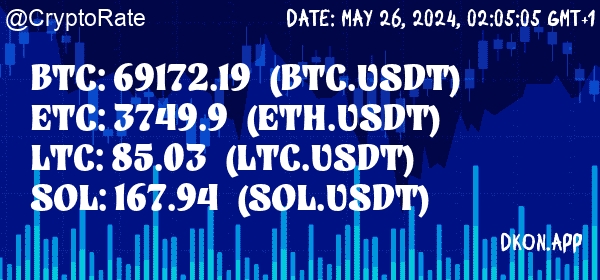 @CryptoRate
DATE: MAY 26, 2024, 02:05:05 GMT+1
BTC: 69172.19 (BTC.USDT)
ETC: 3749.9 (ETH.USDT)
LTC: 85.03 (LTC.USDT)
SOL: 167.94 (SOL.USDT)
DKON.APP